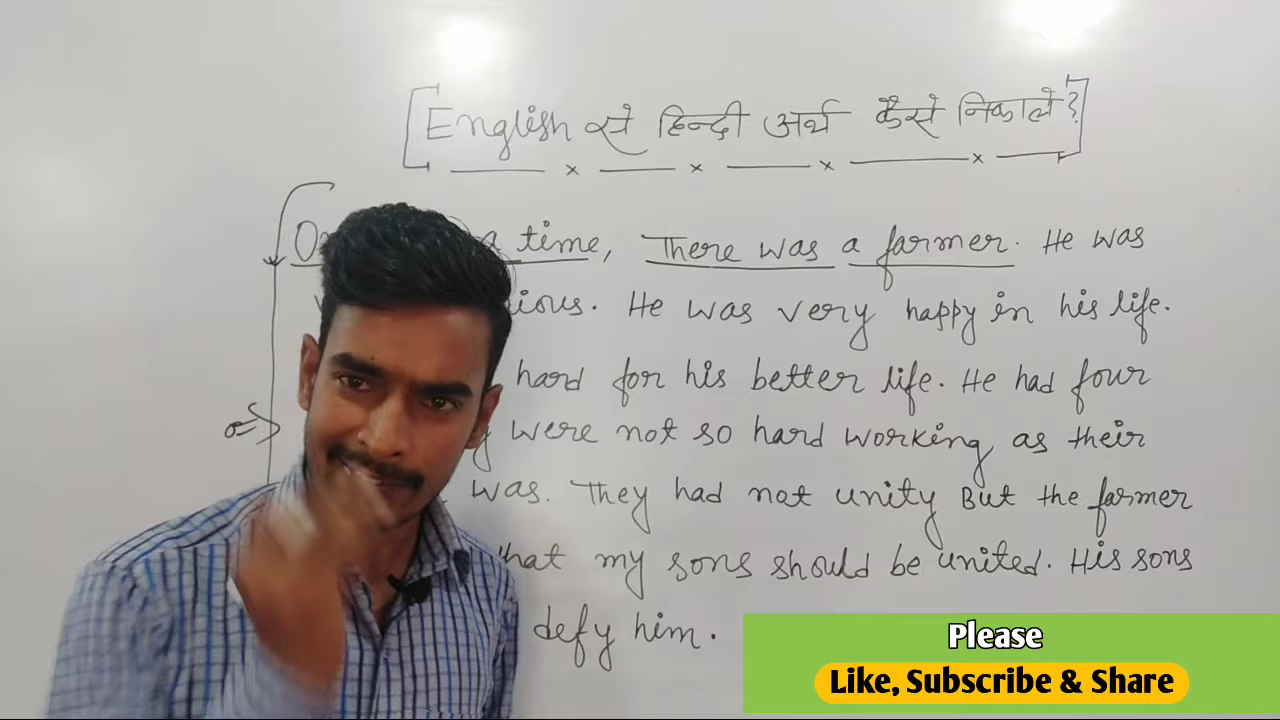 [English से हिन्दी अर्थ कैसे निकाले?]
a time, There was a farmer. He was
He was very happy in his life.
hard for his better life. He had four
were not so hard working as their
was. They had not unity But the farmer
that my sons should be united. His sons
defy him.
Please
Like, Subscribe & Share